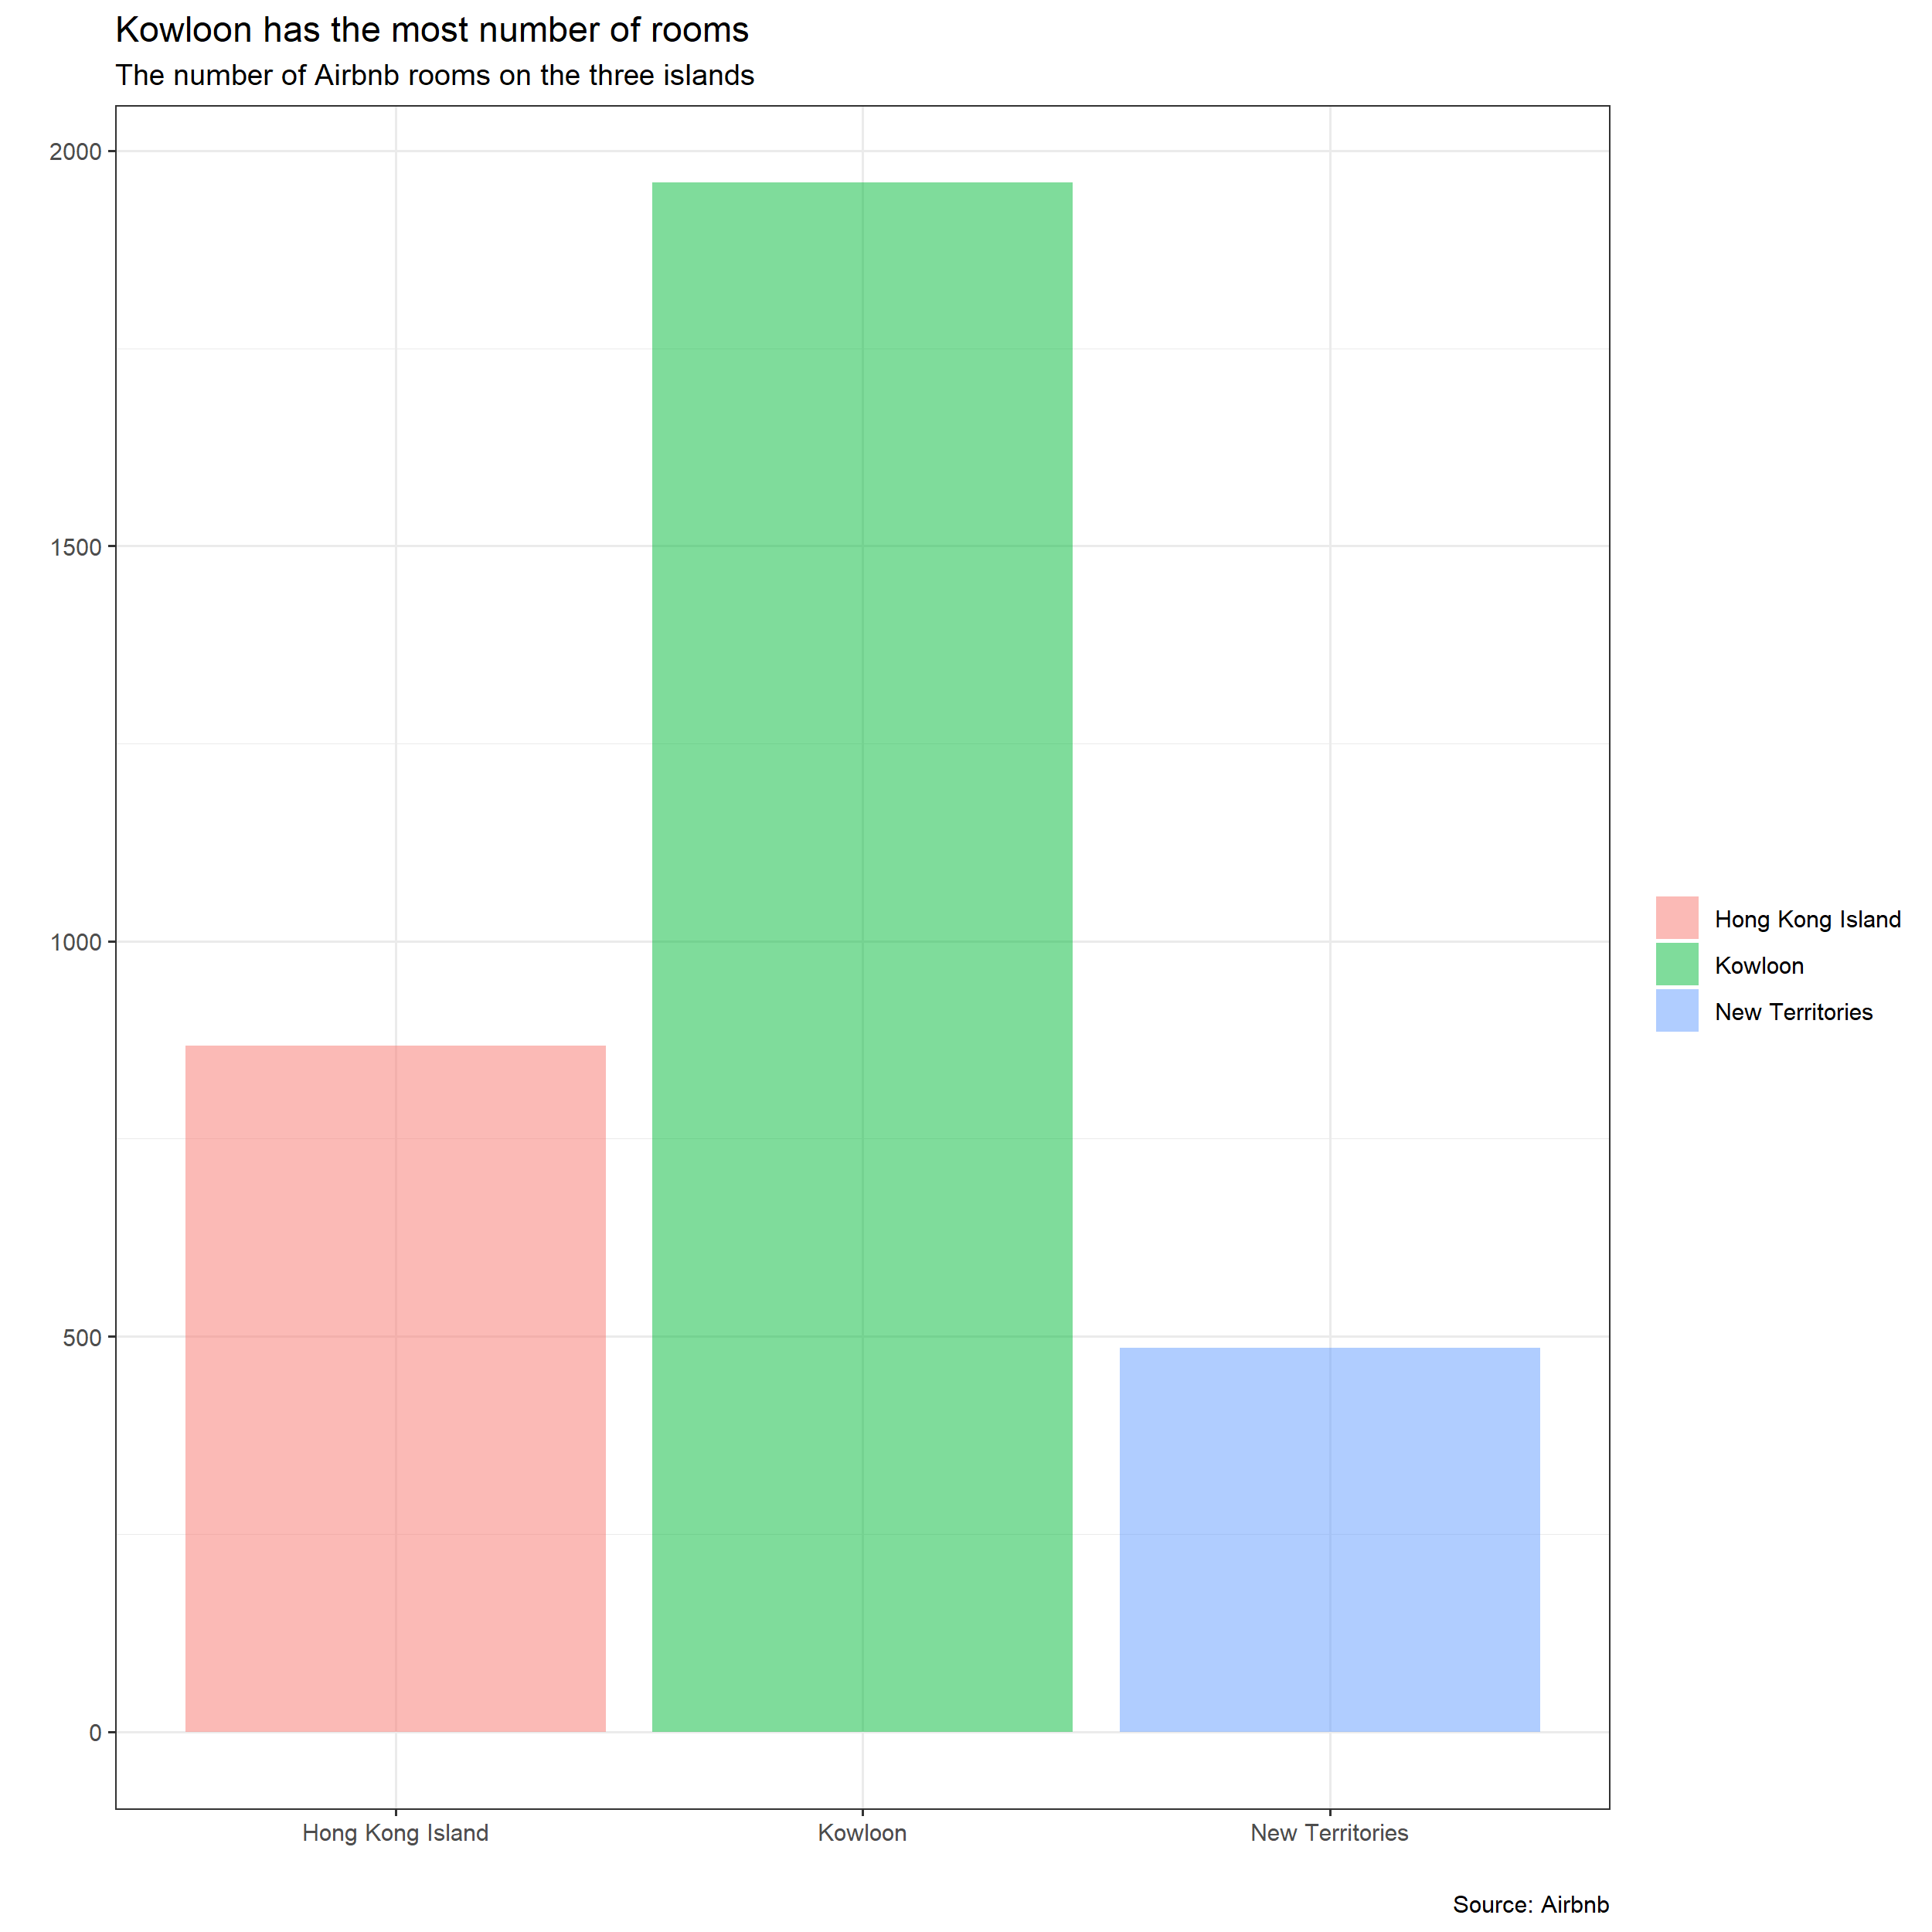 Kowloon has the most number of rooms
The number of Airbnb rooms on the three islands
2000
1500
1000
500
0
Hong Kong Island
Kowloon
New Territories
Hong Kong Island
Kowloon
New Territories
Source: Airbnb